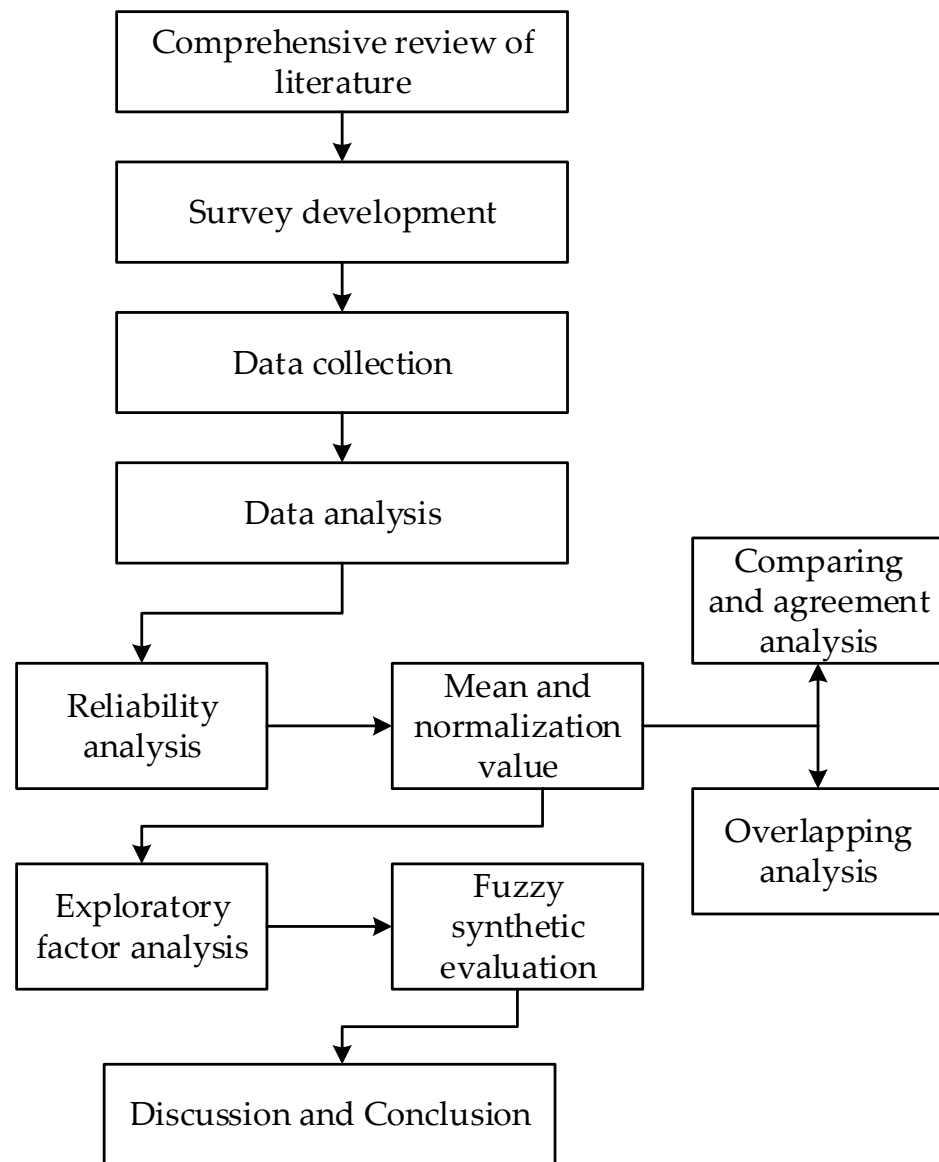 Comprehensive review of
literature
Survey development
Data collection
Data analysis
Comparing
and agreement
analysis
Reliability
analysis
Mean and
normalization
value
Overlapping
analysis
Exploratory
factor analysis
Fuzzy
synthetic
evaluation
Discussion and Conclusion